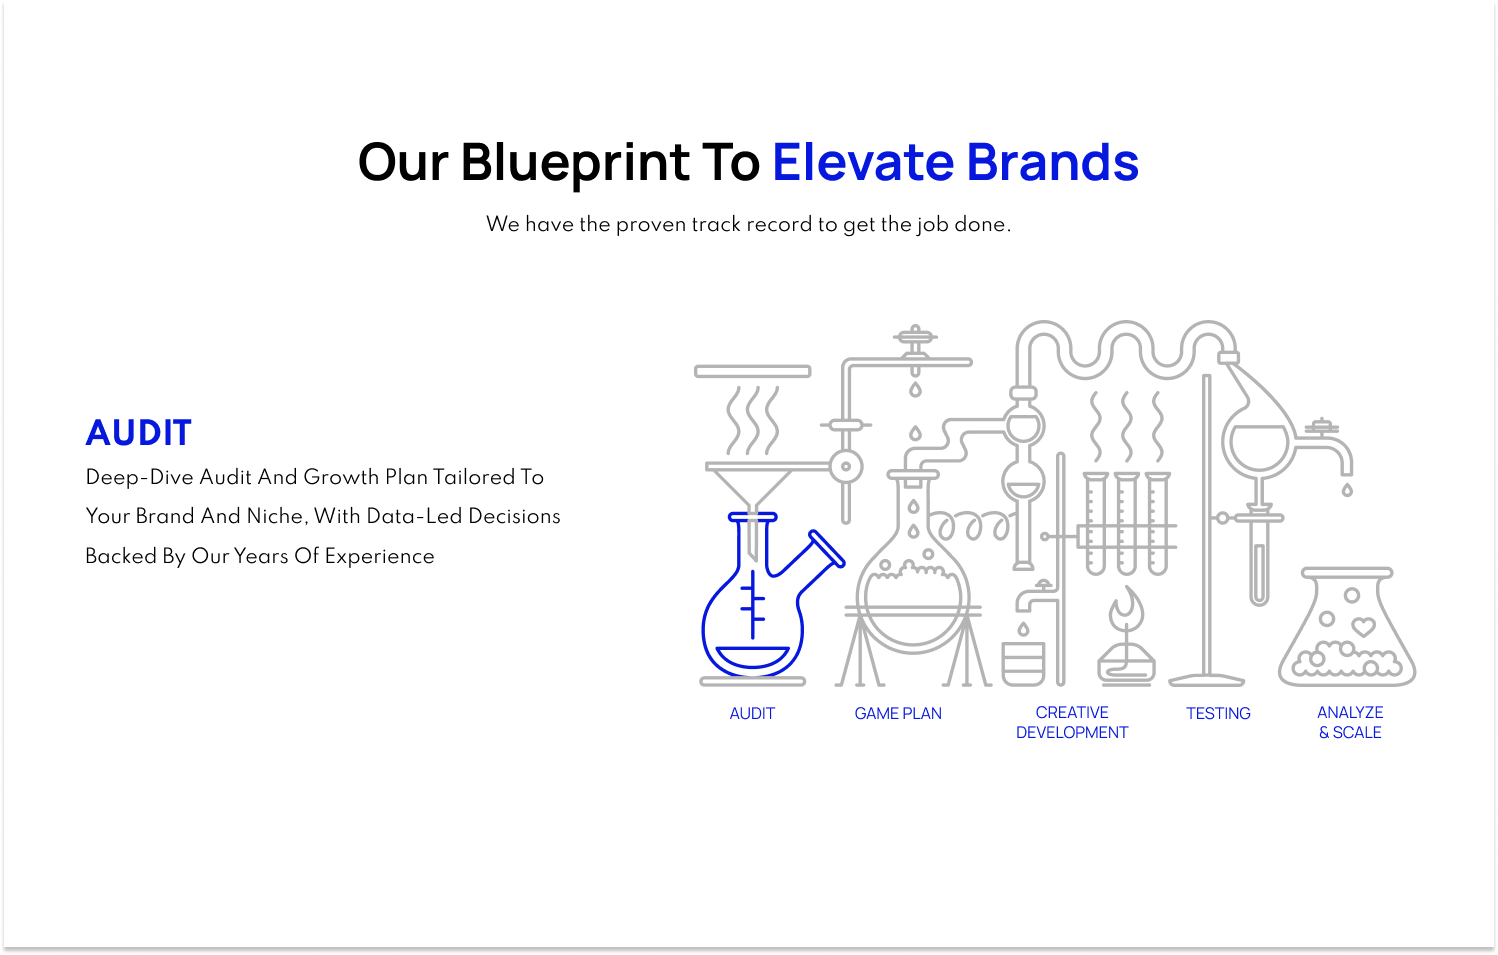 Our Blueprint To Elevate Brands
We have the proven track record to get the job done.
AUDIT
Deep-Dive Audit And Growth Plan Tailored To
Your Brand And Niche, With Data-Led Decisions
Backed By Our Years Of Experience
AUDIT
GAME PLAN
CREATIVE
DEVELOPMENT
TESTING
ANALYZE
& SCALE